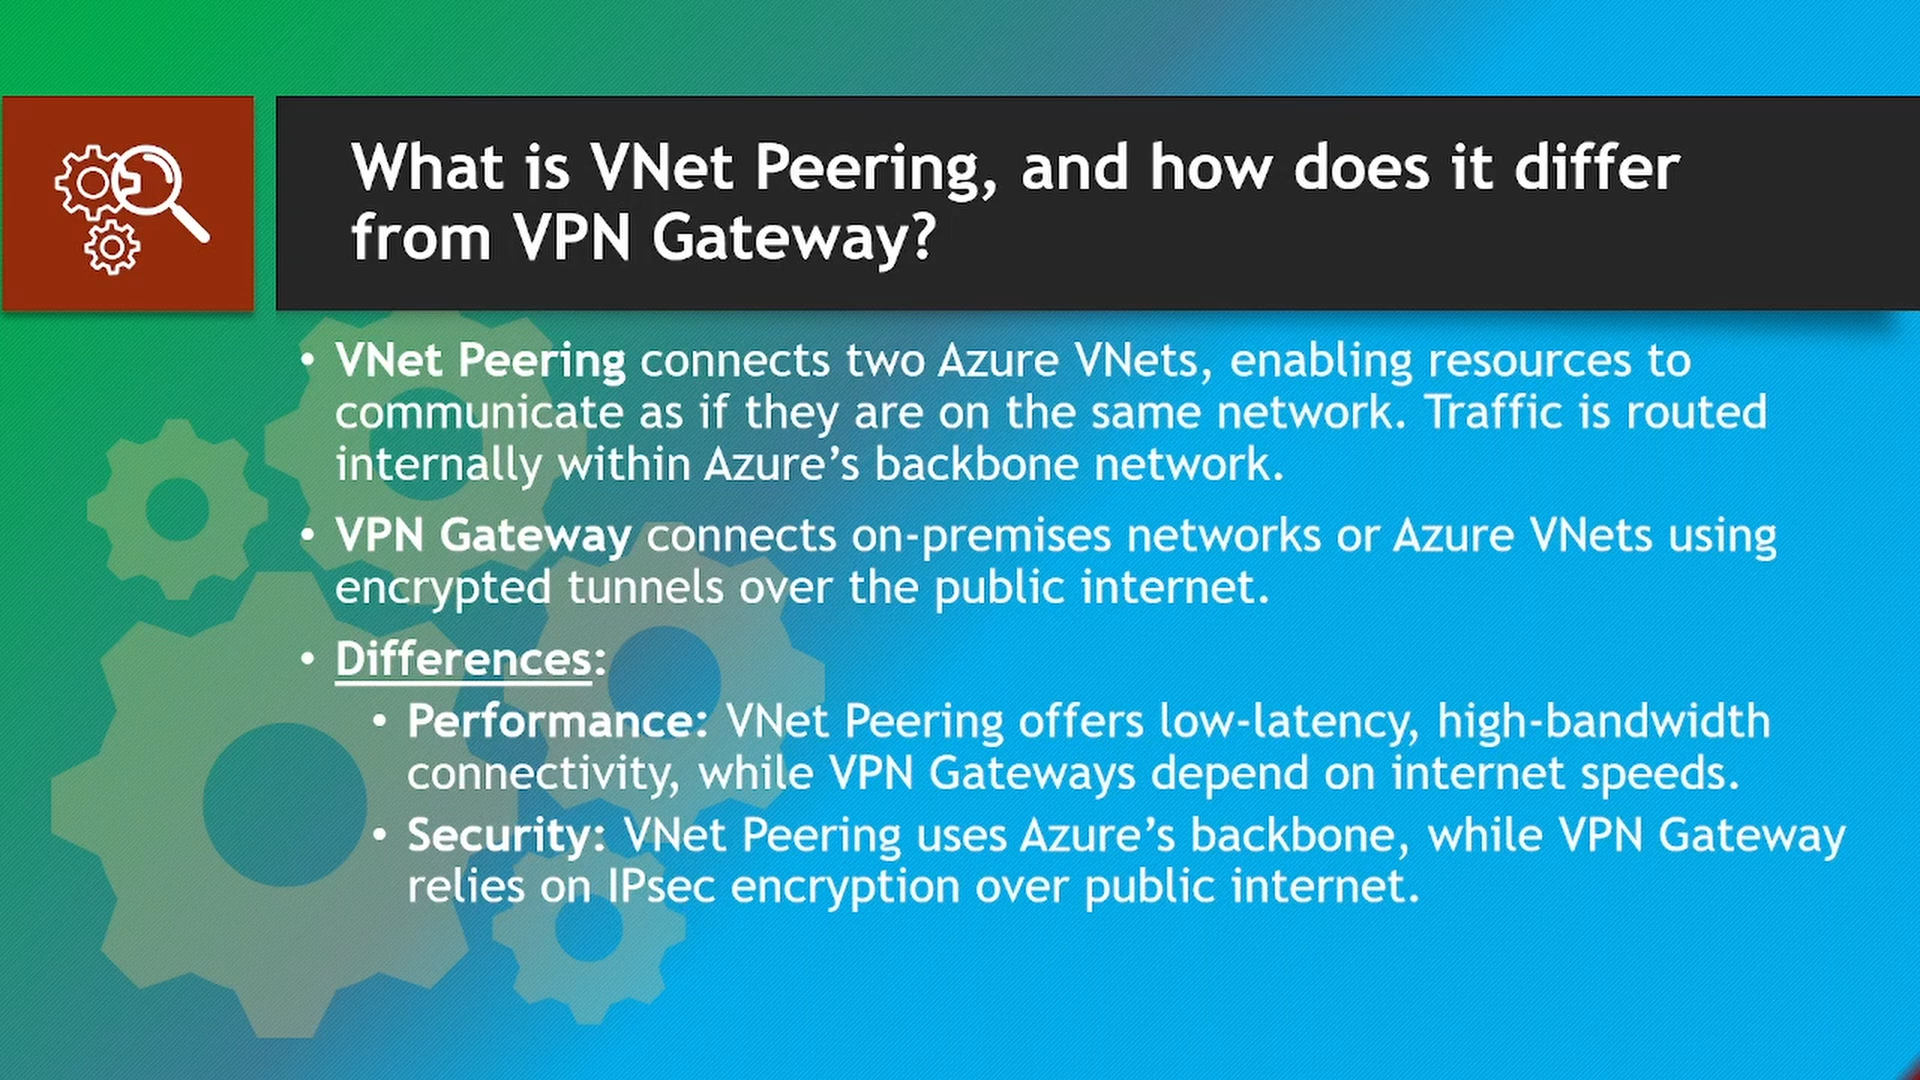 What is VNet Peering, and how does it differ
from VPN Gateway?
• VNet Peering connects two Azure VNets, enabling resources to
communicate as if they are on the same network. Traffic is routed
internally within Azure’s backbone network.
• VPN Gateway connects on-premises networks or Azure VNets using
encrypted tunnels over the public internet.
• Differences:
• Performance: VNet Peering offers low-latency, high-bandwidth
connectivity, while VPN Gateways depend on internet speeds.
• Security: VNet Peering uses Azure’s backbone, while VPN Gateway
relies on IPsec encryption over public internet.